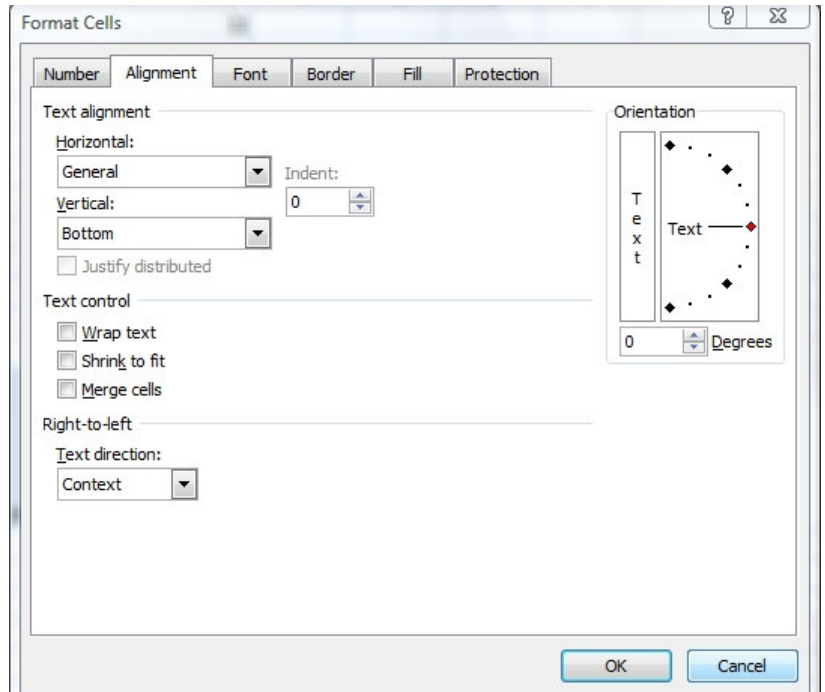 Format Cells
Number Alignment Font Border Fill Protection
Text alignment
Horizontal:
General
Indent:
0
Vertical:
Bottom
Justify distributed
Text control
Wrap text
Shrink to fit
Merge cells
Right-to-left
Text direction:
Context
Orientation
Text
Text
0 Degrees
OK Cancel